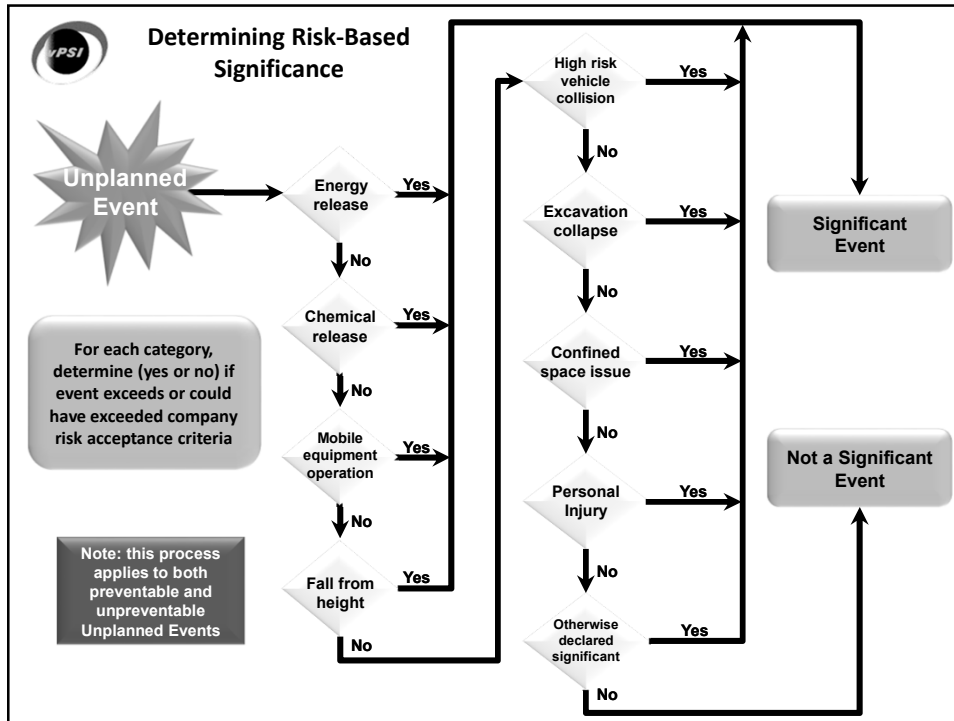 vPSI
Determining Risk-Based
Significance
Unplanned
Event
For each category,
determine (yes or no) if
event exceeds or could
have exceeded company
risk acceptance criteria
Note: this process
applies to both
preventable and
unpreventable
Unplanned Events
Energy
release
Yes
No
Chemical
release
Yes
No
Mobile
equipment
operation
Yes
No
Fall from
height
Yes
No
High risk
vehicle
collision
Yes
No
Excavation
collapse
Yes
No
Confined
space issue
Yes
No
Personal
Injury
Yes
No
Otherwise
declared
significant
Yes
No
Significant
Event
Not a Significant
Event